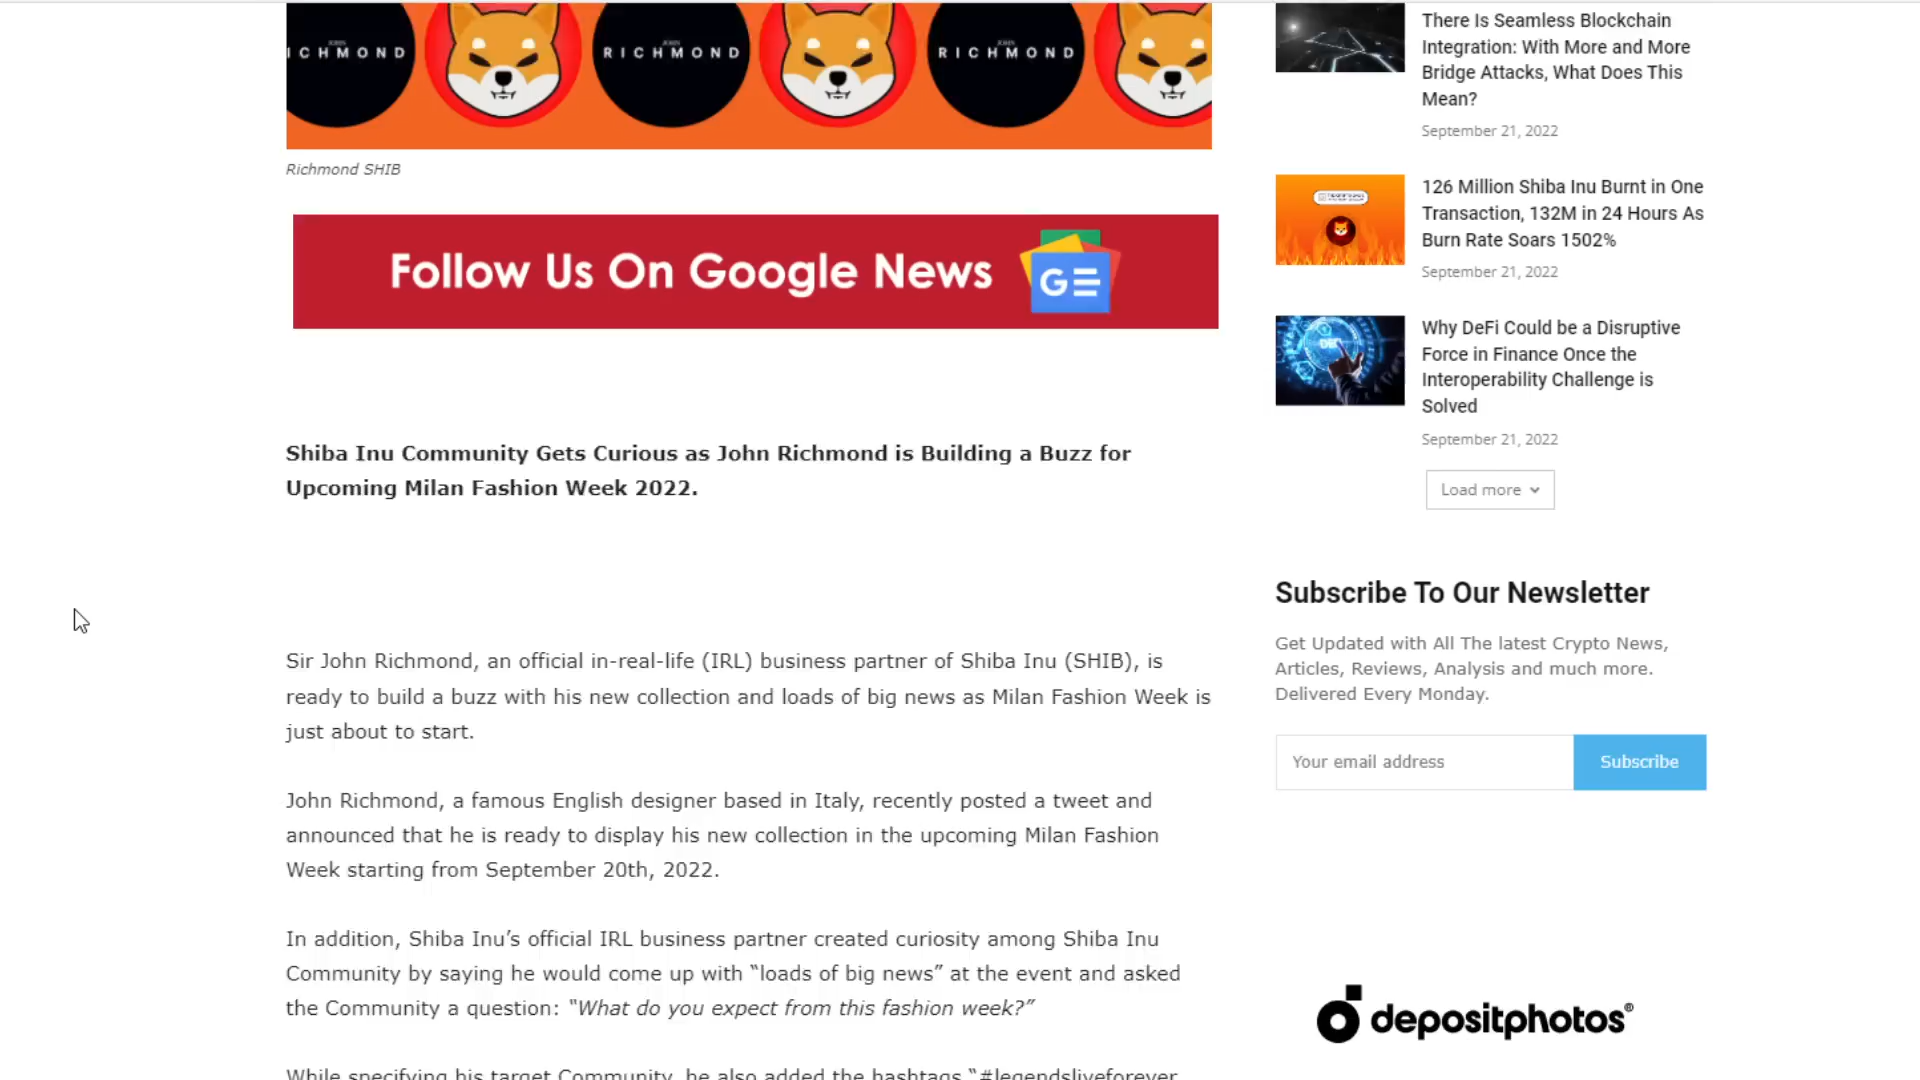 ICHMOND
JOHN
RICHMOND
JOHN
RICHMOND
Richmond SHIB
Follow Us On Google News
G
Shiba Inu Community Gets Curious as John Richmond is Building a Buzz for
Upcoming Milan Fashion Week 2022.
Sir John Richmond, an official in-real-life (IRL) business partner of Shiba Inu (SHIB), is
ready to build a buzz with his new collection and loads of big news as Milan Fashion Week is
just about to start.
John Richmond, a famous English designer based in Italy, recently posted a tweet and
announced that he is ready to display his new collection in the upcoming Milan Fashion
Week starting from September 20th, 2022.
In addition, Shiba Inu’s official IRL business partner created curiosity among Shiba Inu
Community by saying he would come up with “loads of big news” at the event and asked
the Community a question: “What do you expect from this fashion week?”
While specifying his target Community, he also added the hashtags “#legendsliveforever
There Is Seamless Blockchain
Integration: With More and More
Bridge Attacks, What Does This
Mean?
September 21, 2022
126 Million Shiba Inu Burnt in One
Transaction, 132M in 24 Hours As
Burn Rate Soars 1502%
September 21, 2022
Why DeFi Could be a Disruptive
Force in Finance Once the
Interoperability Challenge is
Solved
September 21, 2022
Load more
Subscribe To Our Newsletter
Get Updated with All The latest Crypto News,
Articles, Reviews, Analysis and much more.
Delivered Every Monday.
Your email address
Subscribe
depositphotos®